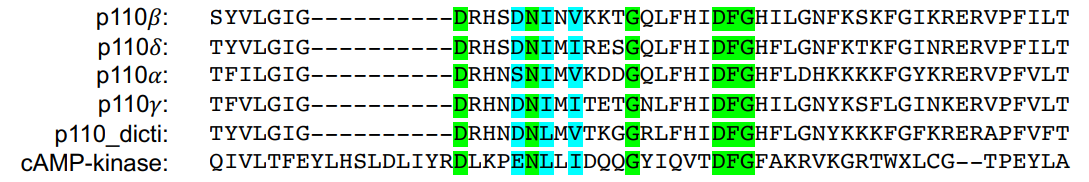 p110β: SYVLGIG----------DRHSDNINVKKTGQLFHIDFGHILGNFKSKFGIKRERVPFILT
p110δ: TYVLGIG----------DRHSDNIMIRESGQLFHIDFGHFLGNFKTKFGINRERVPFILT
p110α: TFILGIG----------DRHNSNIMVKDDGQLFHIDFGHFLDHKKKKFGYKRERVPFVLT
p110γ: TFVLGIG----------DRHNDNIMITETGNLFHIDFGHILGNYKSFLGINKERVPFVLT
p110_dicti: TYVLGIG----------DRHNDNLMVTKGGRLFHIDFGHFLGNYKKKFGFKRERAPFVFT
cAMP-kinase: QIVLTFEYLHSLDLIYRDLKPENLLIDQQGYIQVTDFGFAKRVKGRTWXLCG--TPEYLA